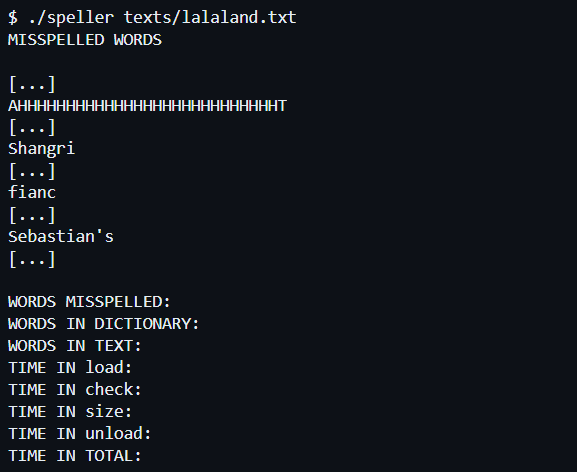 $ ./speller texts/lalaland.txt
MISSPELLED WORDS
[...]
AHHHHHHHHHHHHHHHHHHHHHHHHHHHT
[...]
Shangri
[...]
fianc
[...]
Sebastian's
[...]
WORDS MISSPELLED:
WORDS IN DICTIONARY:
WORDS IN TEXT:
TIME IN load:
TIME IN check:
TIME IN size:
TIME IN unload:
TIME IN TOTAL: